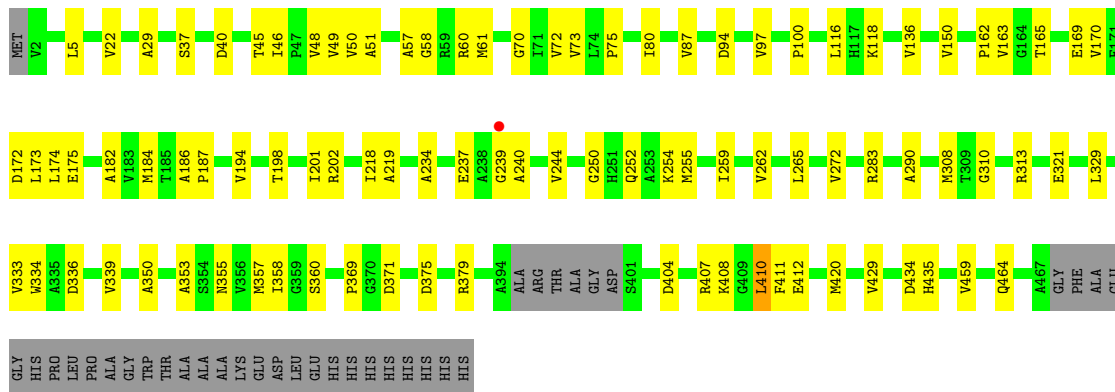 MET V2 L5 V22 A29 S37 D40 T45 I46 P47 V48 V49 V50 A51 A57 G58 R59 R60 M61 G70 I71 V72 V73 L74 P75 I80 V87 D94 V97 P100 L116 H117 K118 V136 V150 P162 V163 G164 T165 E169 V170 E171
D172 L173 L174 E175 A182 V183 M184 T185 A186 P187 V194 T198 I201 R202 I218 A219 A234 E237 A238 G239 A240 V244 G250 H251 Q252 A253 K254 M255 I259 V262 L265 V272 R283 A290 M308 T309 G310 R313 E321 L329
V333 W334 A335 D336 V339 A350 A353 S354 N355 V356 M357 I358 G359 S360 P369 G370 D371 D375 R379 A394 ALA ARG THR ALA GLY ASP S401 D404 R407 K408 G409 L410 F411 E412 M420 V429 D434 H435 V459 Q464 A467 GLY PHE ALA GLU
GLY HIS PRO LEU PRO PRO ALA GLY TRP THR ALA ALA ALA LYS GLU ASP LEU GLU HIS HIS HIS HIS HIS HIS HIS HIS